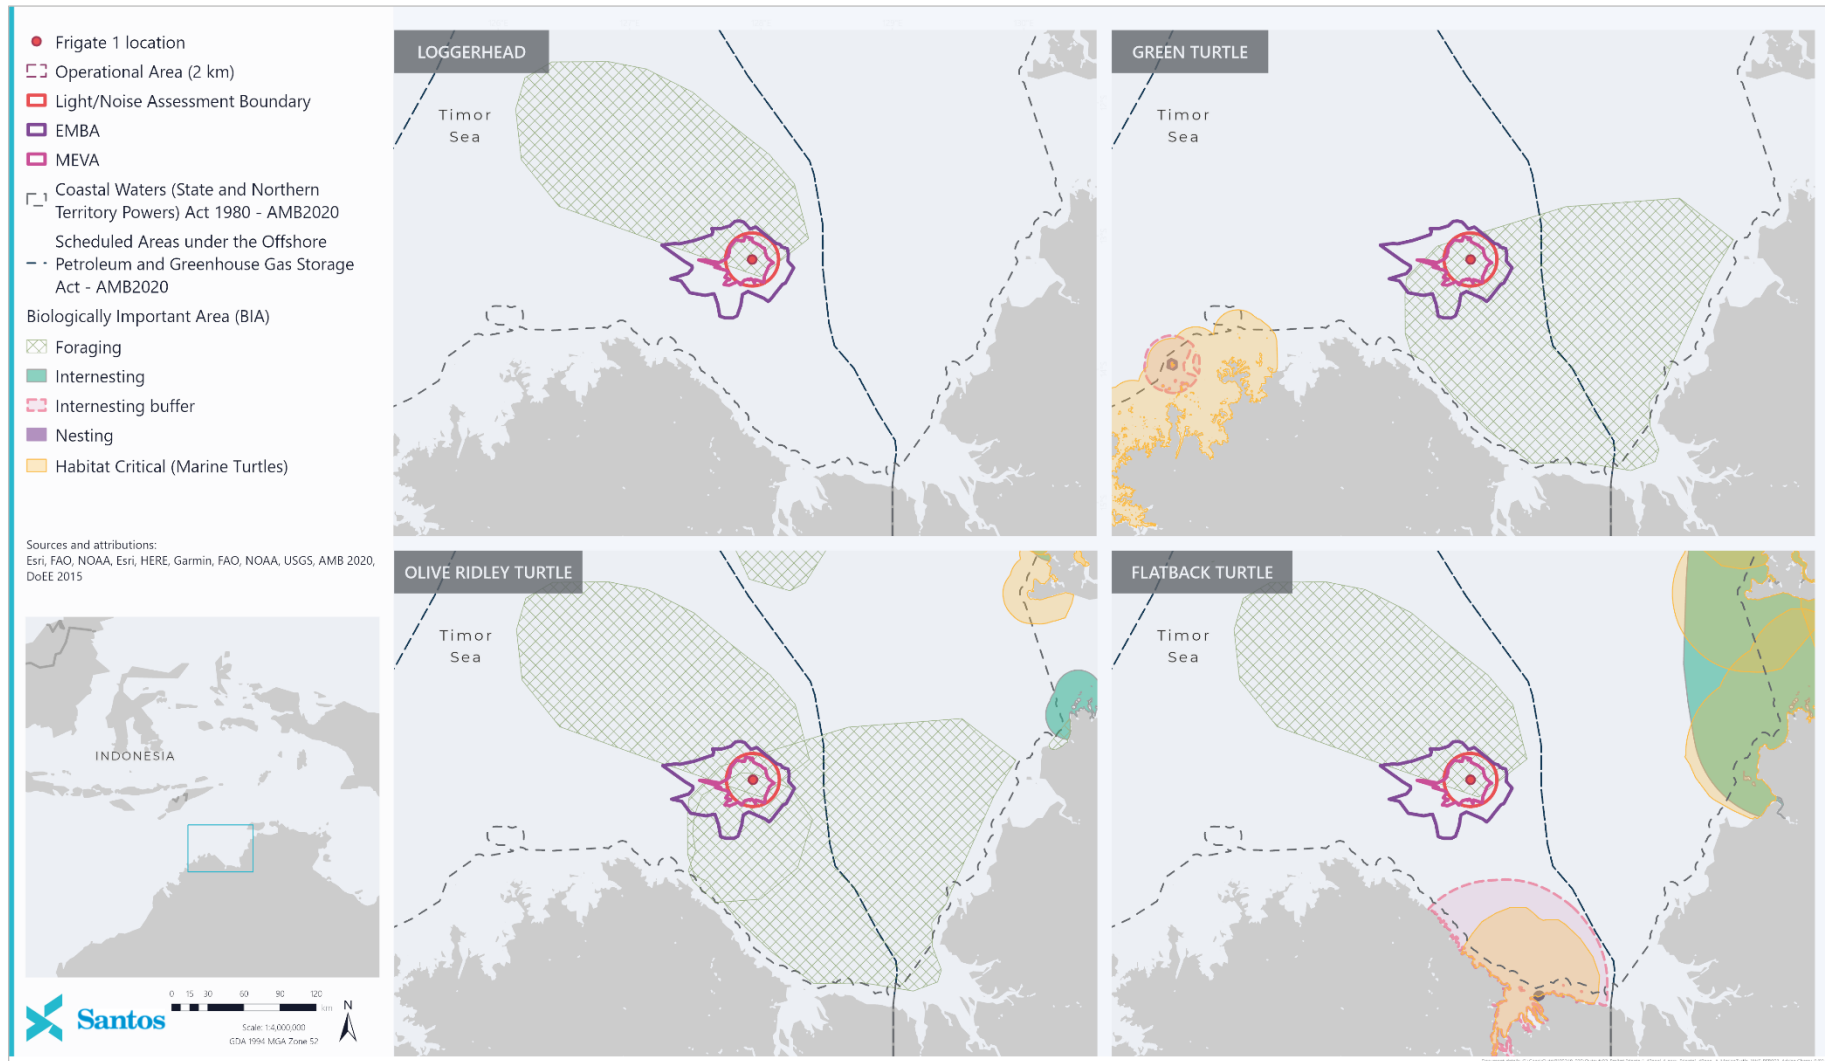 Frigate 1 location
Operational Area (2 km)
Light/Noise Assessment Boundary
EMBA
MEVA
Coastal Waters (State and Northern
Territory Powers) Act 1980 - AMB2020
Scheduled Areas under the Offshore
Petroleum and Greenhouse Gas Storage
Act - AMB2020
Biologically Important Area (BIA)
Foraging
Internesting
Internesting buffer
Nesting
Habitat Critical (Marine Turtles)
Sources and attributions:
Esri, FAO, NOAA, Esri, HERE, Garmin, FAO, NOAA, USGS, AMB 2020,
DoEE 2015
INDONESIA
Santos
0 15 30 60 90 120
km
Scale: 1:4,000,000
GDA 1994 MGA Zone 52
N
LOGGERHEAD
Timor
Sea
GREEN TURTLE
Timor
Sea
OLIVE RIDLEY TURTLE
Timor
Sea
FLATBACK TURTLE
Timor
Sea